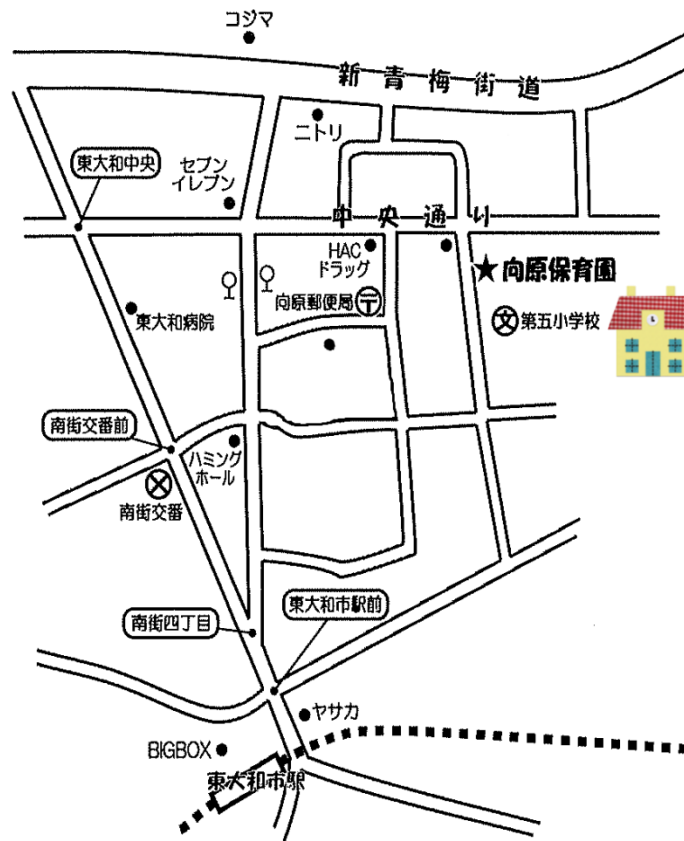 コジマ
新青梅街道
ニトリ
東大和中央
セブン
イレブン
中央通り
HAC
ドラッグ
★向原保育園
向原郵便局
東大和病院
文 第五小学校
南街交番前
ハミング
ホール
南街交番
東大和市駅前
南街四丁目
ヤサカ
BIGBOX
東大和市駅